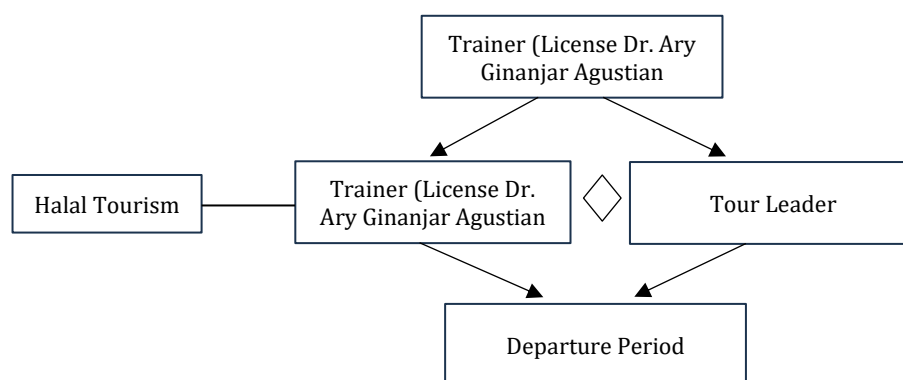 Trainer (License Dr. Ary
Ginanjar Agustian
Halal Tourism
Trainer (License Dr.
Ary Ginanjar Agustian
Tour Leader
Departure Period